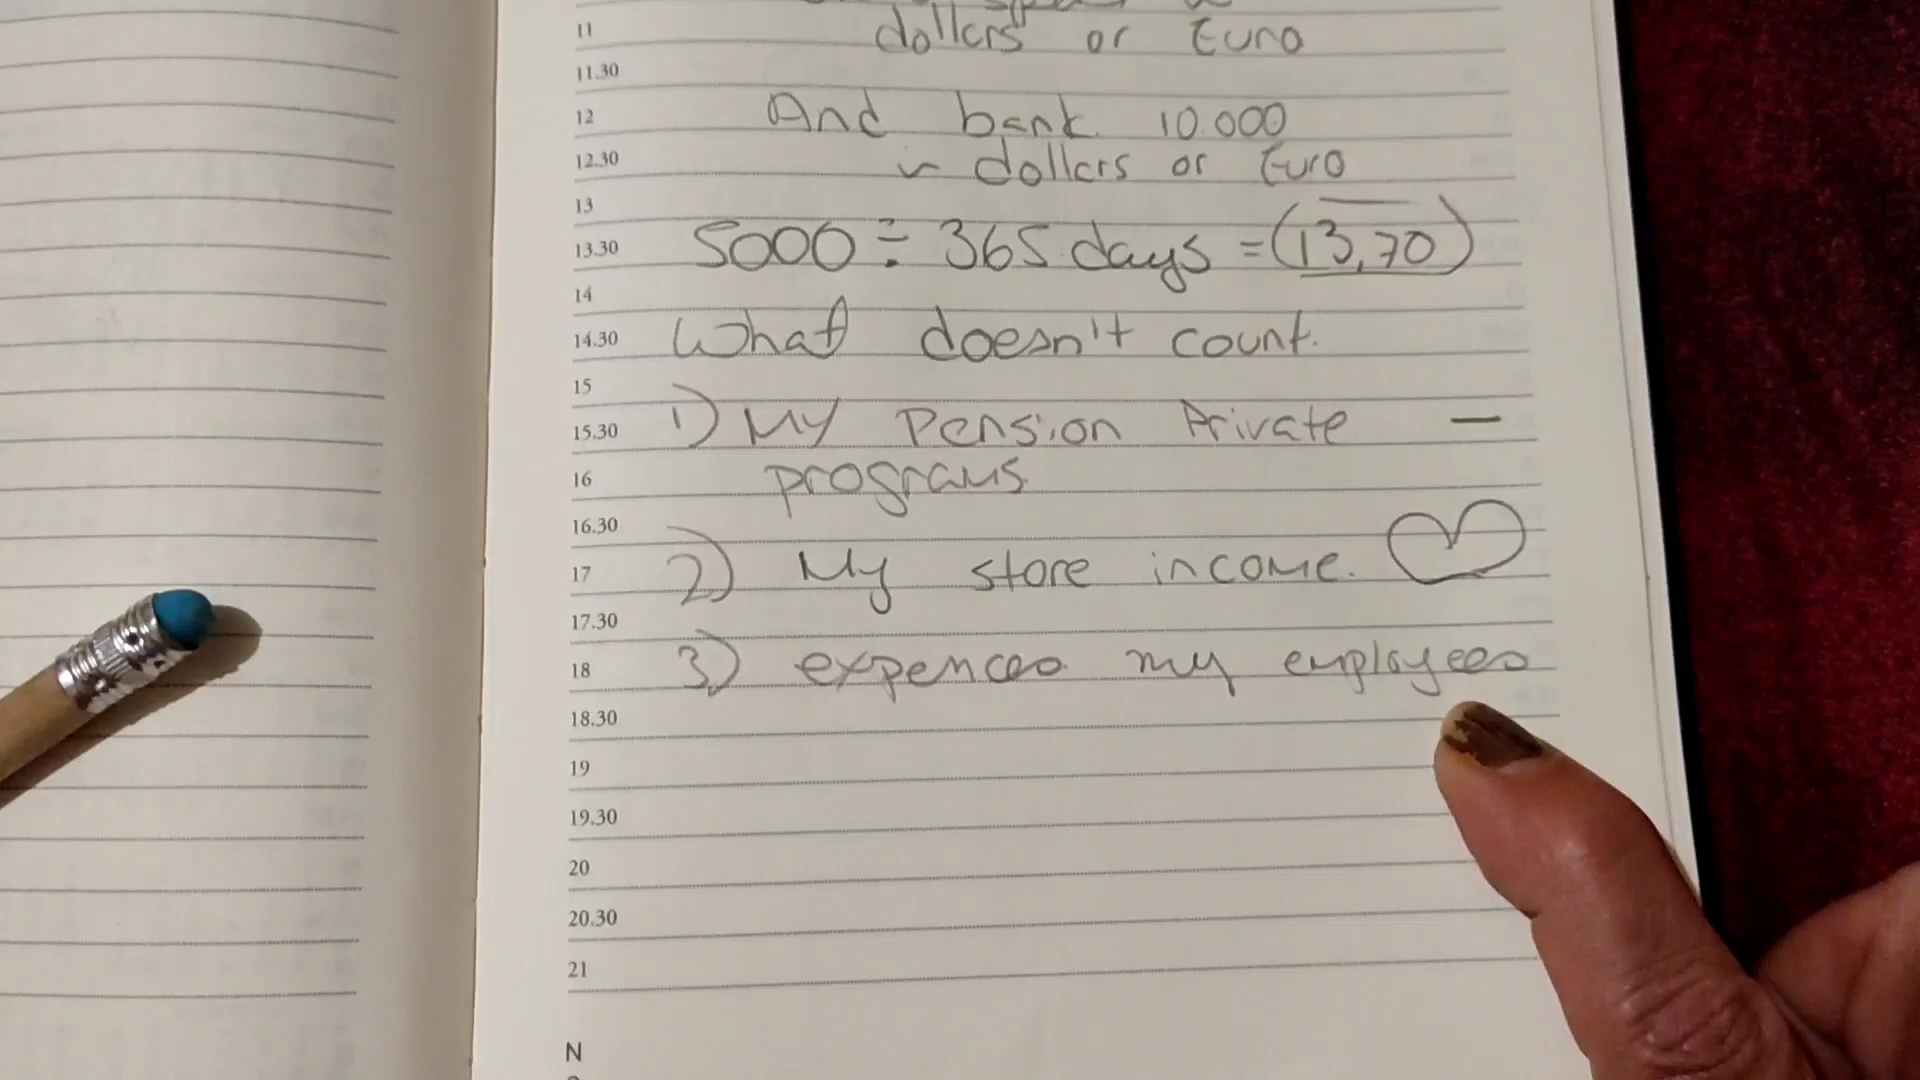 11
dollars or Euro
11.30
12 And bank 10.000
12.30 in dollars or Euro
13
13.30 5000 ÷ 365 days = (13,70)
14
14.30 What doesn't count.
15
15.30 1) My Pension Private –
16 programs
16.30
17 2) My store income.
17.30
18 3) expences my employees
18.30
19
19.30
20
20.30
21
N